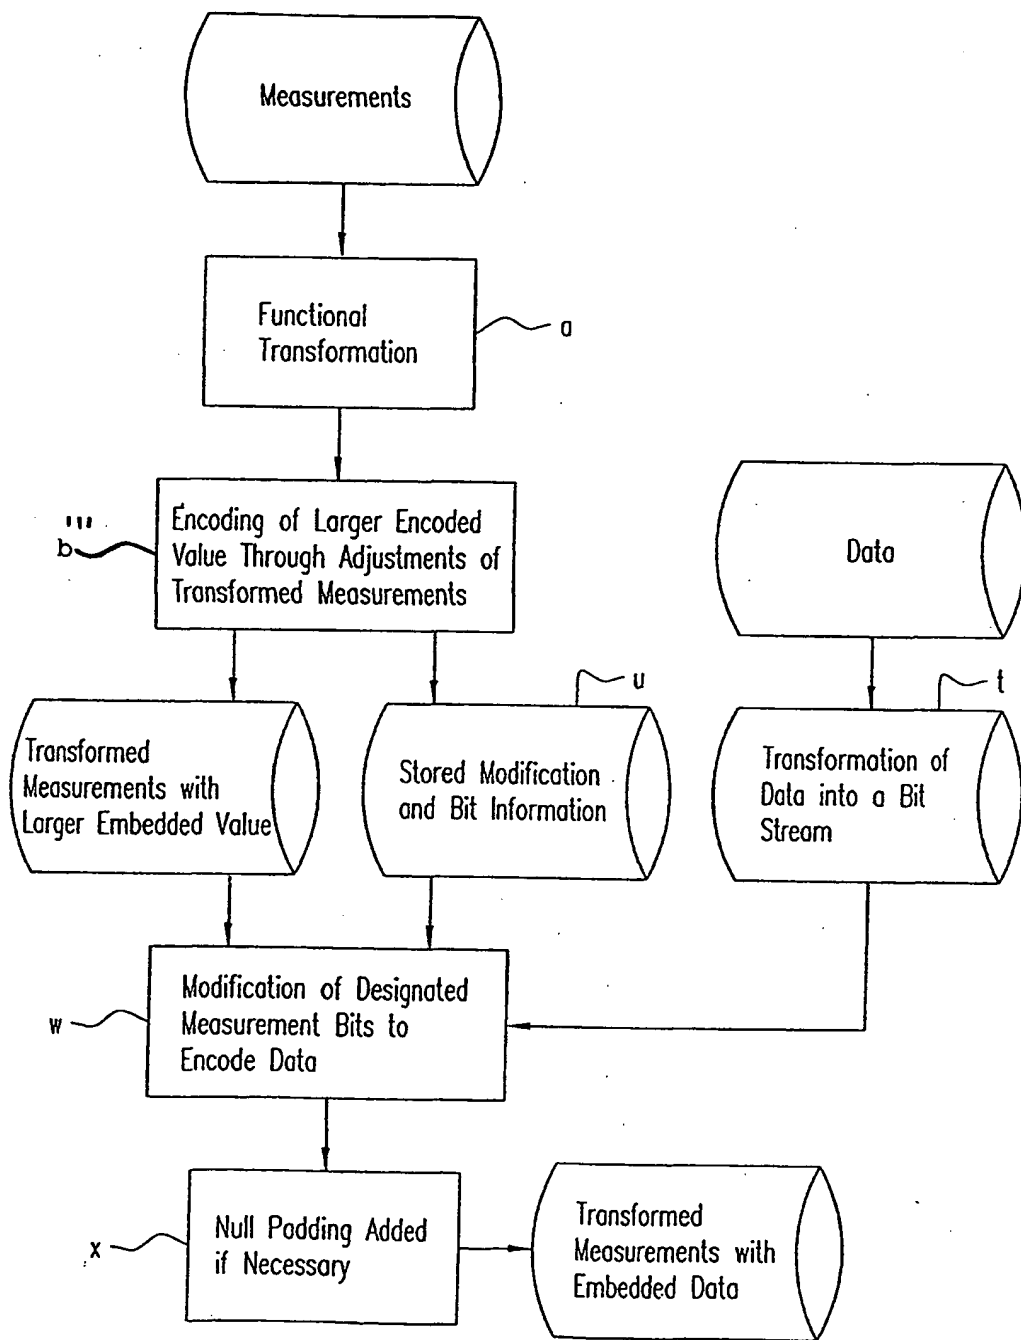 Measurements
Functional
Transformation
a
Encoding of Larger Encoded
Value Through Adjustments of
Transformed Measurements
b'''
Data
Transformed
Measurements with
Larger Embedded Value
Stored Modification
and Bit Information
u
Transformation of
Data into a Bit
Stream
t
Modification of Designated
Measurement Bits to
Encode Data
w
Null Padding Added
if Necessary
x
Transformed
Measurements with
Embedded Data